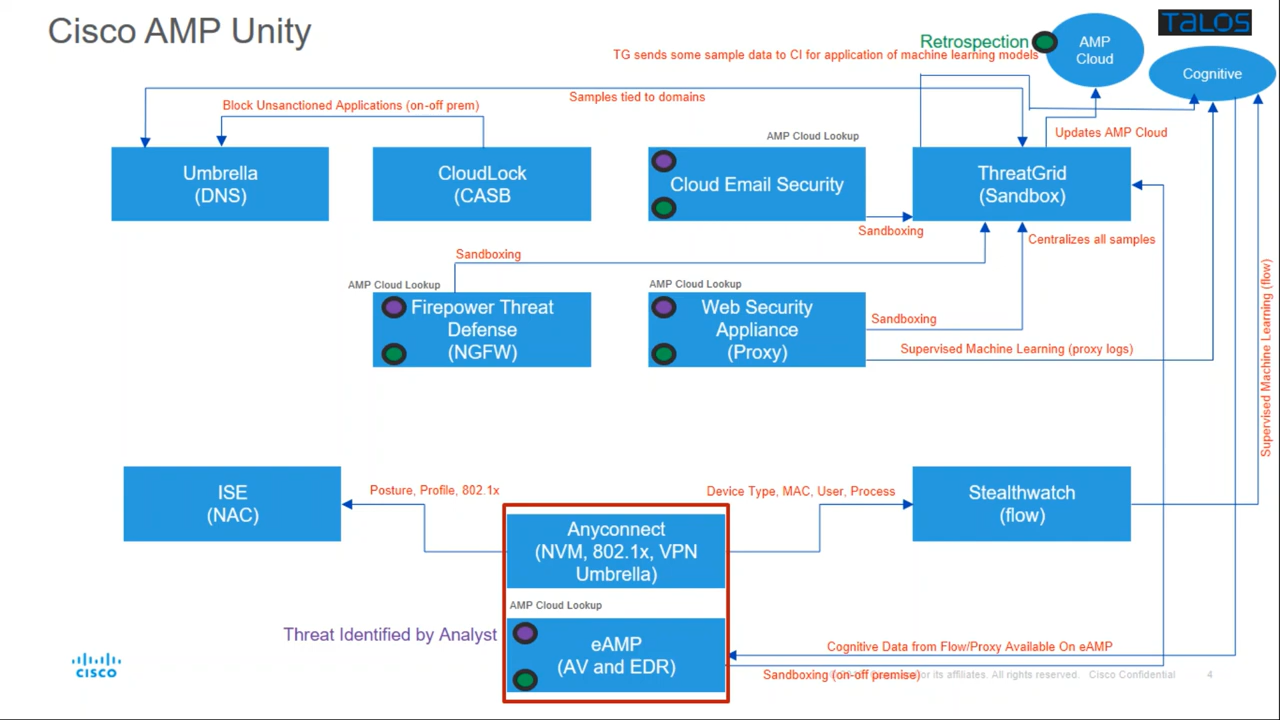 Cisco AMP Unity
TALOS
Retrospection
AMP
Cloud
Cognitive
TG sends some sample data to CI for application of machine learning models
Samples tied to domains
Block Unsanctioned Applications (on-off prem)
Updates AMP Cloud
AMP Cloud Lookup
Umbrella
(DNS)
CloudLock
(CASB
Cloud Email Security
ThreatGrid
(Sandbox)
Sandboxing
Centralizes all samples
Sandboxing
AMP Cloud Lookup
AMP Cloud Lookup
Firepower Threat
Defense
(NGFW)
Web Security
Appliance
(Proxy)
Sandboxing
Supervised Machine Learning (proxy logs)
Supervised Machine Learning (flow)
ISE
(NAC)
Posture, Profile, 802.1x
Device Type, MAC, User, Process
Stealthwatch
(flow)
Anyconnect
(NVM, 802.1x, VPN
Umbrella)
AMP Cloud Lookup
Threat Identified by Analyst
eAMP
(AV and EDR)
Cognitive Data from Flow/Proxy Available On eAMP
Sandboxing (on-off premise)
its affiliates. All rights reserved. Cisco Confidential 4
CISCO